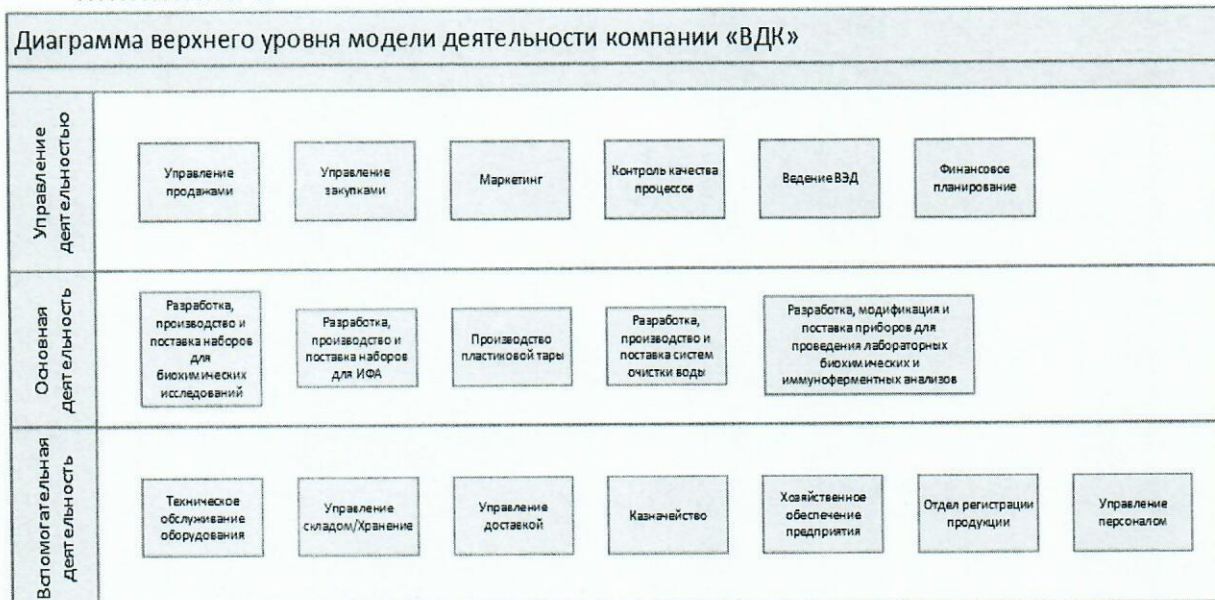 Диаграмма верхнего уровня модели деятельности компании «ВДК»
Управление
деятельностью
Управление
продажами
Управление
закупками
Маркетинг
Контроль качества
процессов
Ведение ВЭД
Финансовое
планирование
Основная
деятельность
Разработка,
производство и
поставка наборов
для
биохимических
исследований
Разработка,
производство и
поставка наборов
для ИФА
Производство
пластиковой тары
Разработка,
производство и
поставка систем
очистки воды
Разработка, модификация и
поставка приборов для
проведения лабораторных
биохимических и
иммуноферментных анализов
Вспомогательная
деятельность
Техническое
обслуживание
оборудования
Управление
складом/Хранение
Управление
доставкой
Казначейство
Хозяйственное
обеспечение
предприятия
Отдел регистрации
продукции
Управление
персоналом